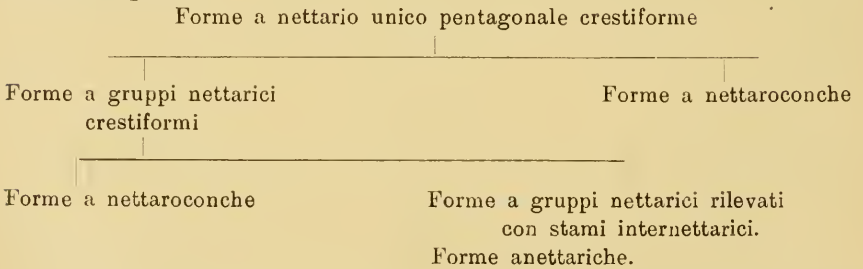 Forme a nettario unico pentagonale crestiforme
Forme a gruppi nettarici
crestiformi
Forme a nettaroconche
Forme a nettaroconche
Forme a gruppi nettarici rilevati
con stami internettarici.
Forme anettariche.